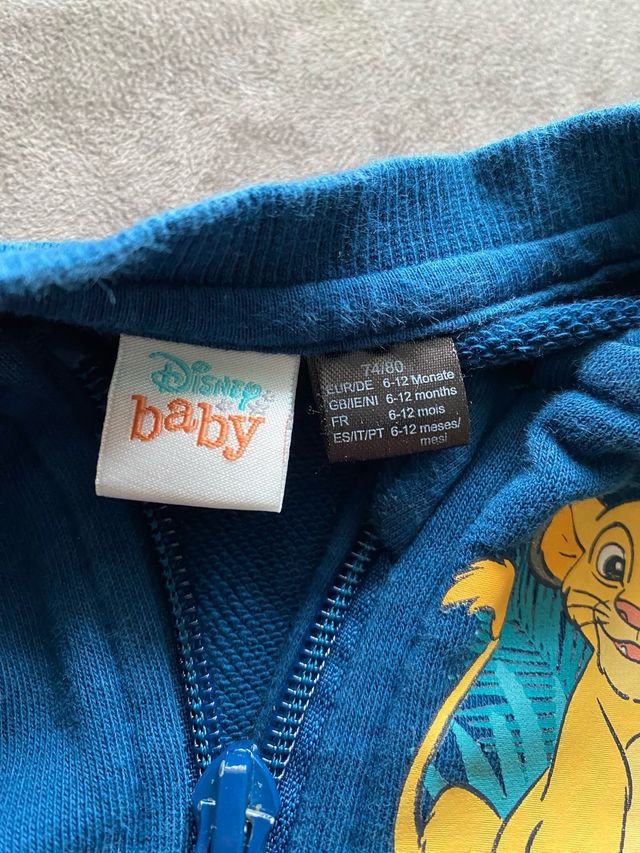 Disney
baby
74/80
EUR/DE 6-12 Monate
GB/IE/NI 6-12 months
FR 6-12 mois
ES/IT/PT 6-12 meses/
mesi